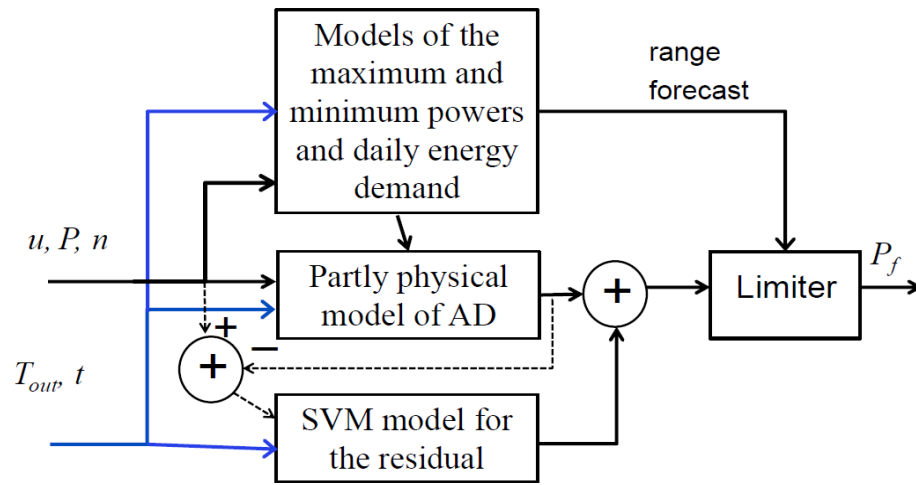 Models of the
maximum and
minimum powers
and daily energy
demand
range
forecast
u, P, n
Partly physical
model of AD
+
Limiter
P_f
+
−
+
T_out, t
SVM model for
the residual